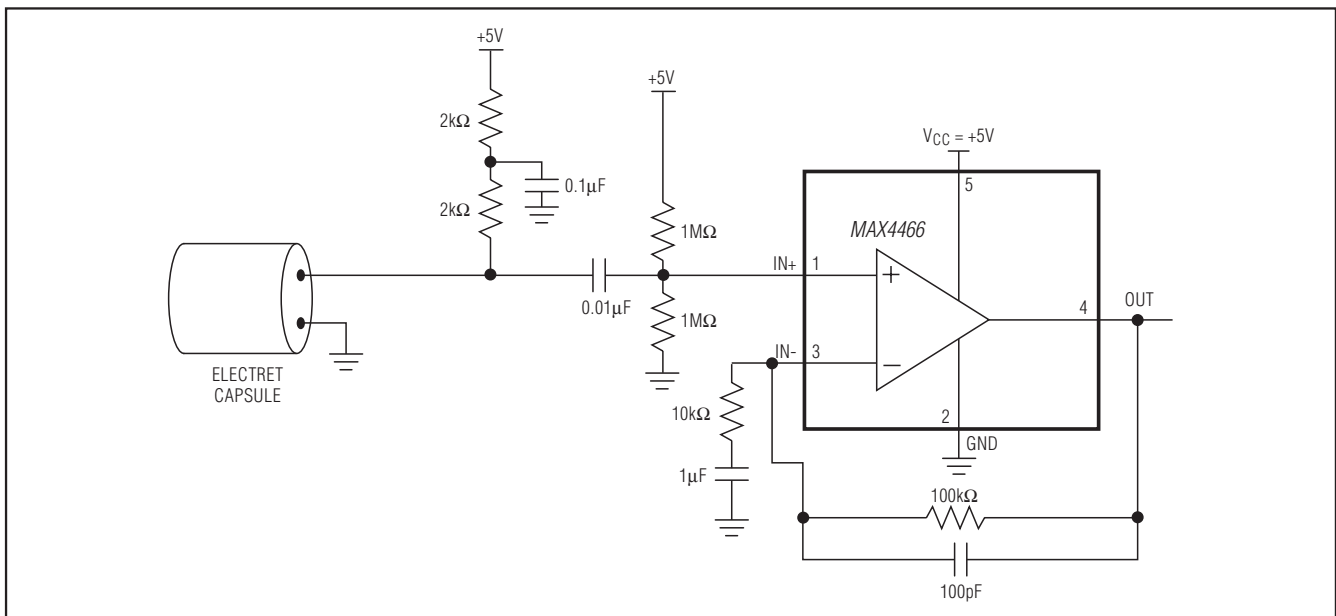 +5V
+5V
2kΩ
VCC = +5V
0.1μF
5
2kΩ
1MΩ
MAX4466
IN+
1
+
0.01μF
1MΩ
4
OUT
IN-
3
−
ELECTRET
CAPSULE
10kΩ
2
GND
1μF
100kΩ
100pF